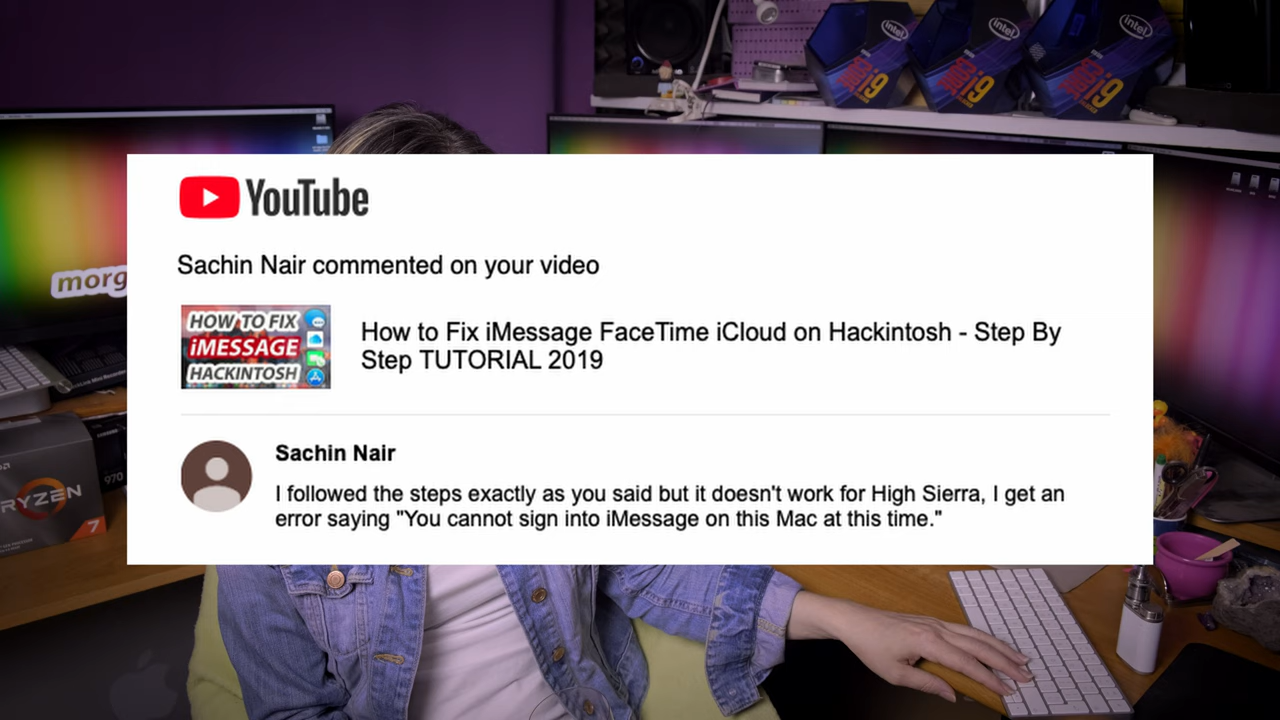 intel
intel
intel
i9
i9
i9
morg
YouTube
Sachin Nair commented on your video
HOW TO FIX
iMESSAGE
HACKINTOSH
How to Fix iMessage FaceTime iCloud on Hackintosh - Step By
Step TUTORIAL 2019
Sachin Nair
I followed the steps exactly as you said but it doesn't work for High Sierra, I get an
error saying "You cannot sign into iMessage on this Mac at this time."
RYZEN
7
970